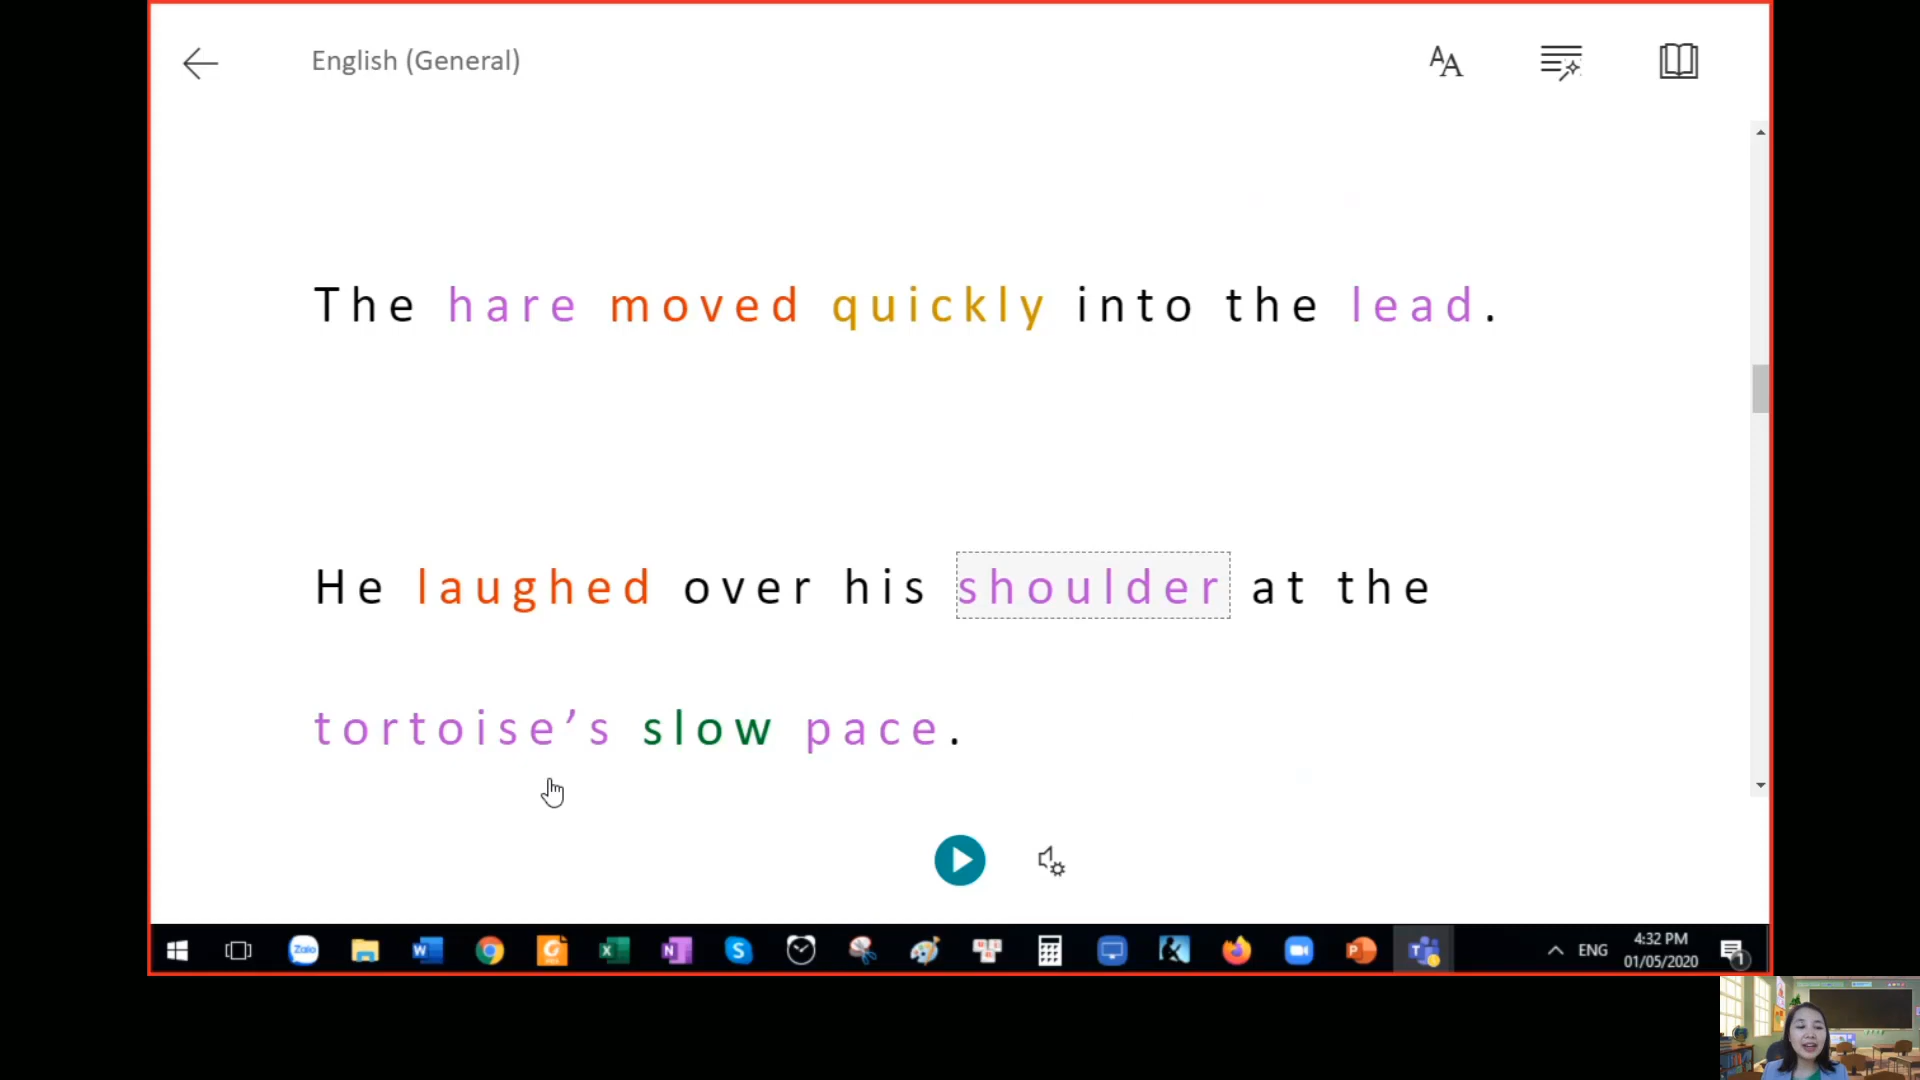 English (General)
The hare moved quickly into the lead.
He laughed over his shoulder at the
tortoise’s slow pace.
ENG
4:32 PM
01/05/2020
1